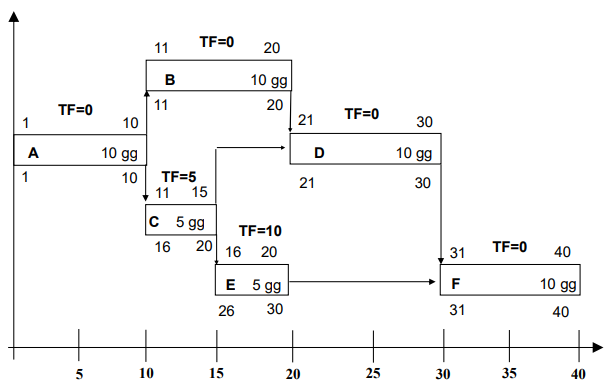 11 TF=0 20
B 10 gg
11 20
TF=0
1 10
A 10 gg
1 10
21 TF=0 30
D 10 gg
21 30
TF=5
11 15
C 5 gg
16 20
TF=10
16 20
E 5 gg
26 30
31 TF=0 40
F 10 gg
31 40
5 10 15 20 25 30 35 40